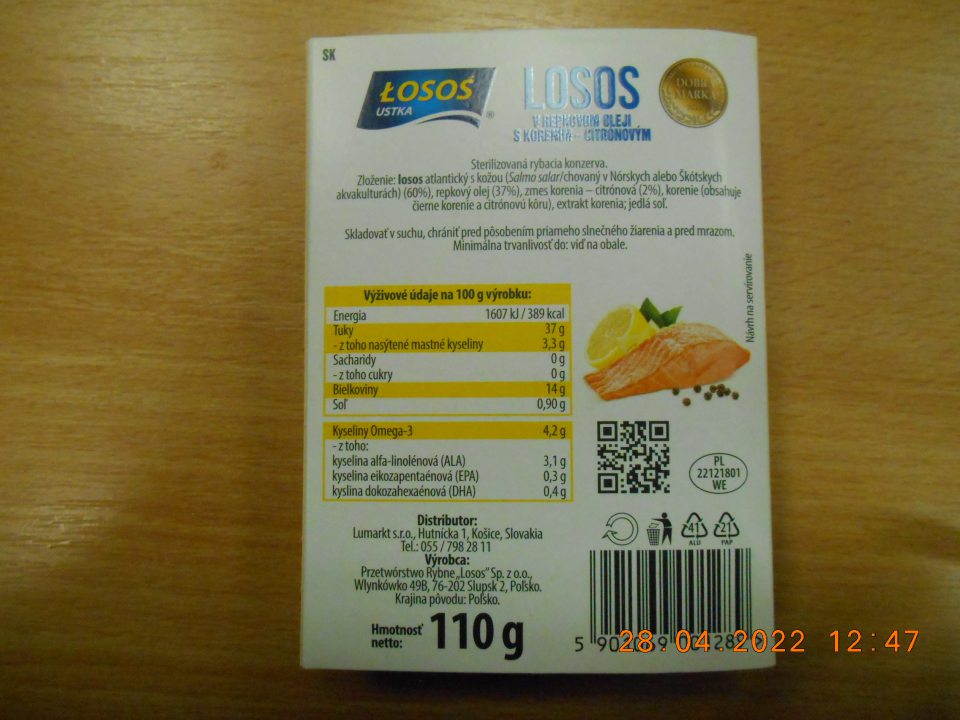 SK
ŁOSOŚ
USTKA
®
LOSOS
V REPKOVOM OLEJI
S KORENÍM - CITRÓNOVÝM
DOBRA
MARKA
Sterilizovaná rybacia konzerva.
Zloženie: losos atlantický s kožou (Salmo salar/chovaný v Nórskych alebo Škótskych
akvakulturách) (60%), repkový olej (37%), zmes korenia – citrónová (2%), korenie (obsahuje
čierne korenie a citrónovú kôru), extrakt korenia; jedlá soľ.
Skladovať v suchu, chrániť pred pôsobením priameho slnečného žiarenia a pred mrazom.
Minimálna trvanlivosť do: viď na obale.
Výživové údaje na 100 g výrobku:
Energia 1607 kJ / 389 kcal
Tuky 37 g
- z toho nasýtené mastné kyseliny 3,3 g
Sacharidy 0 g
- z toho cukry 0 g
Bielkoviny 14 g
Soľ 0,90 g
Kyseliny Omega-3 4,2 g
- z toho:
kyselina alfa-linolénová (ALA) 3,1 g
kyselina eikozapentaénová (EPA) 0,3 g
kyslina dokozahexaénová (DHA) 0,4 g
Návrh na servírovanie
PL
22121801
WE
41
ALU
21
PAP
Distributor:
Lumarkt s.r.o., Hutnícka 1, Košice, Slovakia
Tel.: 055 / 798 28 11
Výrobca:
Przetwórstwo Rybne „Łosoś” Sp. z o.o.,
Włynkówko 49B, 76-202 Słupsk 2, Poľsko.
Krajina pôvodu: Poľsko.
Hmotnosť
netto: 110 g
28.04.2022 12:47